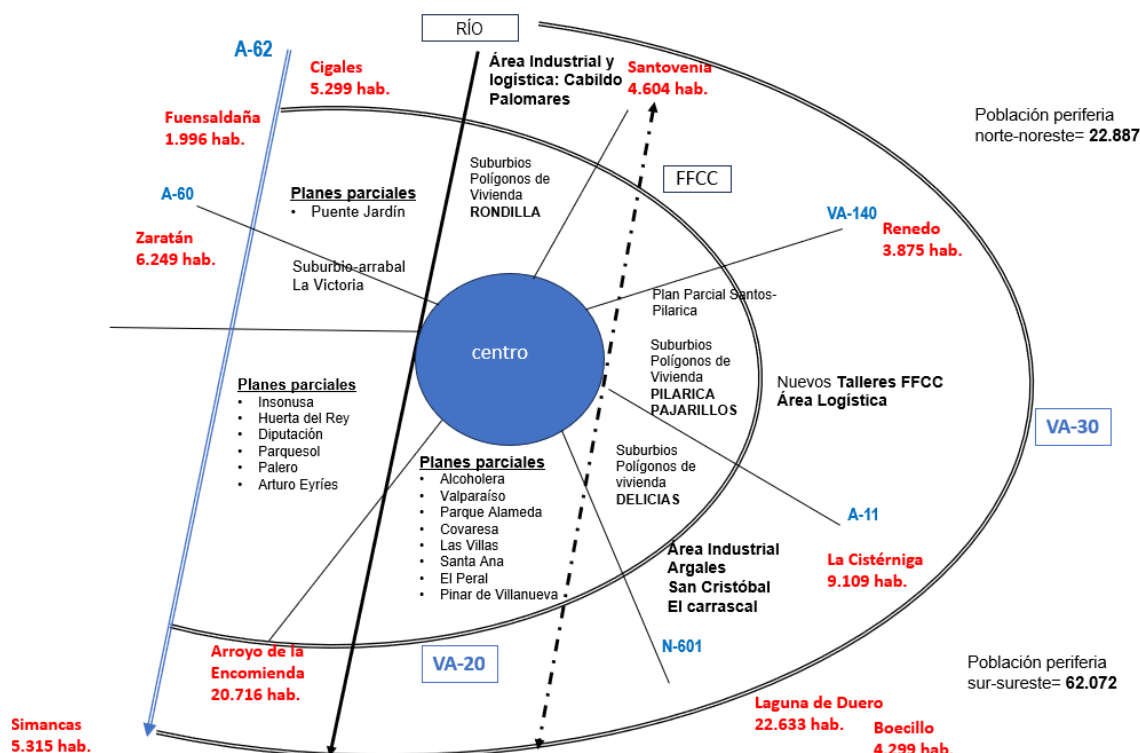 RÍO
A-62
Cigales
5.299 hab.
Área Industrial y
logística: Cabildo
Palomares
Santovenia
4.604 hab.
Fuensaldaña
1.996 hab.
Población periferia
norte-noreste= 22.887
Suburbios
Polígonos de
Vivienda
RONDILLA
FFCC
A-60
Planes parciales
• Puente Jardín
VA-140
Renedo
3.875 hab.
Zaratán
6.249 hab.
Suburbio-arrabal
La Victoria
Plan Parcial Santos-
Pilarica
centro
Suburbios
Polígonos de
Vivienda
PILARICA
PAJARILLOS
Nuevos Talleres FFCC
Área Logística
VA-30
Planes parciales
• Insonusa
• Huerta del Rey
• Diputación
• Parquesol
• Palero
• Arturo Eyríes
Planes parciales
• Alcoholera
• Valparaíso
• Parque Alameda
• Covaresa
• Las Villas
• Santa Ana
• El Peral
• Pinar de Villanueva
Suburbios
Polígonos de
vivienda
DELICIAS
A-11
Área Industrial
Argales
San Cristóbal
El carrascal
La Cistérniga
9.109 hab.
N-601
Arroyo de la
Encomienda
20.716 hab.
VA-20
Población periferia
sur-sureste= 62.072
Laguna de Duero
22.633 hab.
Simancas
5.315 hab.
Boecillo
4.299 hab.